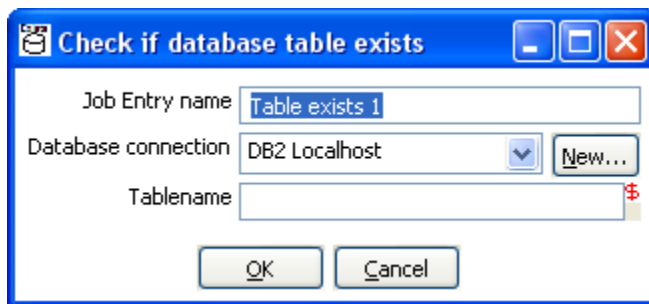 Check if database table exists
Job Entry name Table exists 1
Database connection DB2 Localhost New...
Tablename $
OK Cancel